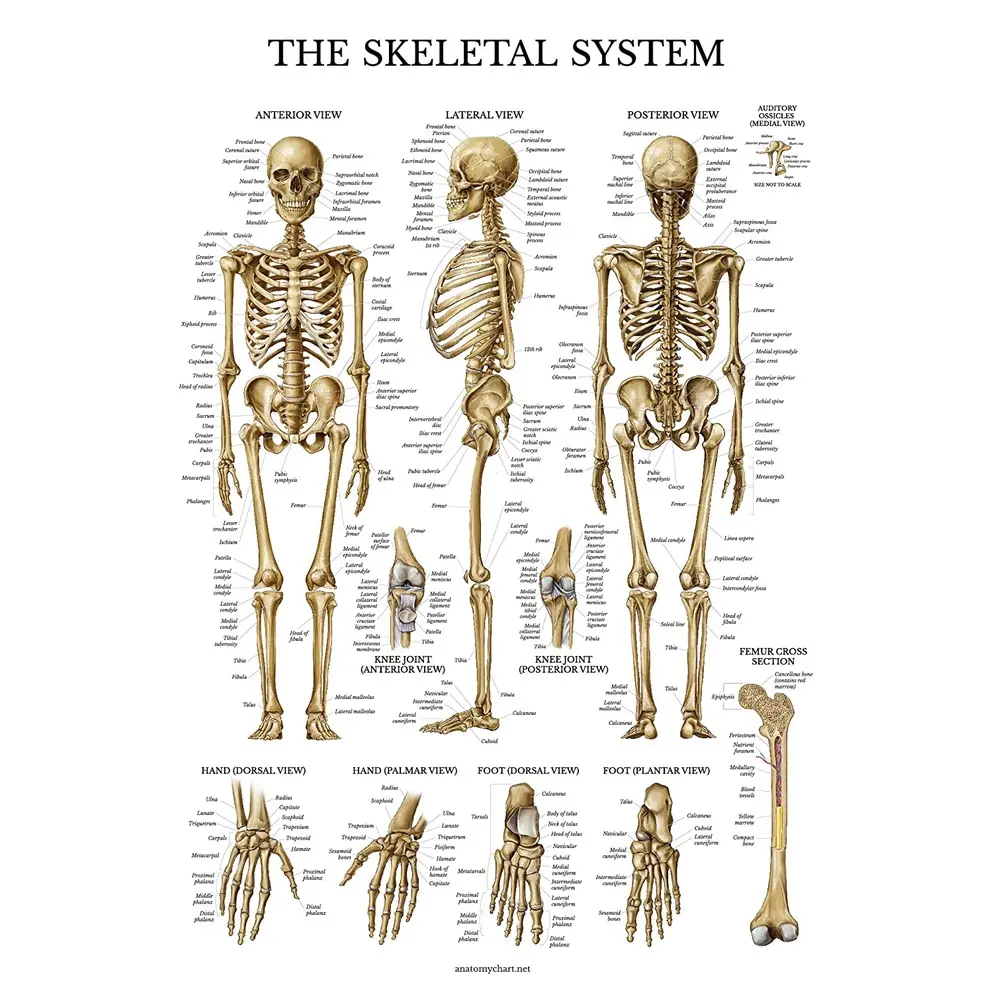 THE SKELETAL SYSTEM
ANTERIOR VIEW
Frontal bone
Coronal suture
Superior orbital
fissure
Nasal bone
Inferior orbital
fissure
Vomer
Mandible
Acromion
Clavicle
Scapula
Greater
tubercle
Lesser
tubercle
Humerus
Rib
Xiphoid process
Coronoid
fossa
Capitulum
Trochlea
Head of radius
Radius
Sacrum
Ulna
Greater
trochanter
Pubis
Carpals
Metacarpals
Phalanges
Lesser
trochanter
Ischium
Patella
Lateral
condyle
Medial
condyle
Lateral
condyle
Medial
condyle
Tibial
tuberosity
Tibia
Fibula
Talus
Parietal bone
Supraorbital notch
Zygomatic bone
Lacrimal bone
Infraorbital foramen
Maxilla
Mental foramen
Manubrium
Coracoid
process
Body of
sternum
Costal
cartilage
Iliac crest
Medial
epicondyle
Lateral
epicondyle
Ilium
Anterior superior
iliac spine
Sacral promontory
Pubic
symphysis
Head
of ulna
Femur
Neck of
femur
Medial
epicondyle
Lateral
epicondyle
Head of
fibula
Medial malleolus
Lateral malleolus
LATERAL VIEW
Frontal bone
Pterion
Sphenoid bone
Ethmoid bone
Lacrimal bone
Nasal bone
Zygomatic
bone
Maxilla
Mandible
Mental
foramen
Hyoid bone
Clavicle
Manubrium
1st rib
Sternum
Coronal suture
Parietal bone
Squamous suture
Occipital bone
Lambdoid suture
Temporal bone
External acoustic
meatus
Styloid process
Mastoid process
Spinous
process
Acromion
Scapula
Humerus
12th rib
Intervertebral
disc
Iliac crest
Anterior superior
iliac spine
Pubic tubercle
Head of femur
Femur
Patella
Posterior superior
iliac spine
Sacrum
Greater sciatic
notch
Ischial spine
Coccyx
Lesser sciatic
notch
Ischial
tuberosity
Lateral
epicondyle
Lateral
condyle
Tibia
Fibula
Talus
Navicular
Intermediate
cuneiform
Lateral
cuneiform
Calcaneus
Cuboid
POSTERIOR VIEW
Sagittal suture
Temporal
bone
Superior
nuchal line
Inferior
nuchal line
Mandible
Clavicle
Parietal bone
Occipital bone
Lambdoid
suture
External
occipital
protuberance
Mastoid
process
Atlas
Axis
Supraspinous fossa
Scapular spine
Acromion
Greater tubercle
Scapula
Humerus
Infraspinous
fossa
Olecranon
fossa
Lateral
epicondyle
Olecranon
Ilium
Sacrum
Ulna
Radius
Obturator
foramen
Ischium
Posterior superior
iliac spine
Medial epicondyle
Iliac crest
Posterior inferior
iliac spine
Ischial spine
Greater
trochanter
Gluteal
tuberosity
Carpals
Metacarpals
Phalanges
Pubis
Pubic
symphysis
Coccyx
Femur
Linea aspera
Medial condyle
Popliteal surface
Lateral condyle
Intercondylar fossa
Head of
fibula
Soleal line
Fibula
Tibia
Medial
malleolus
Lateral
malleolus
Calcaneus
Talus
AUDITORY
OSSICLES
(MEDIAL VIEW)
SIZE NOT TO SCALE
Femur
Patellar
surface
of femur
Lateral
meniscus
Lateral
collateral
ligament
Anterior
cruciate
ligament
Fibula
Interosseous
membrane
Medial
meniscus
Medial
collateral
ligament
Patellar
ligament
Patella
Tibia
KNEE JOINT
(ANTERIOR VIEW)
Femur
Medial
epicondyle
Medial
femoral
condyle
Medial
meniscus
Medial
tibial
condyle
Medial
collateral
ligament
Tibia
Posterior
meniscofemoral
ligament
Anterior
cruciate
ligament
Lateral
epicondyle
Lateral
femoral
condyle
Lateral
meniscus
Posterior
cruciate
ligament
Fibula
KNEE JOINT
(POSTERIOR VIEW)
FEMUR CROSS
SECTION
Cancellous bone
(contains red
marrow)
Epiphysis
Periosteum
Nutrient
foramen
Medullary
cavity
Blood
vessels
Yellow
marrow
Compact
bone
HAND (DORSAL VIEW)
Ulna
Lunate
Triquetrum
Carpals
Metacarpal
Proximal
phalanx
Middle
phalanx
Distal
phalanx
Radius
Capitate
Scaphoid
Trapezium
Trapezoid
Hamate
Proximal
phalanx
Distal
phalanx
HAND (PALMAR VIEW)
Radius
Scaphoid
Trapezium
Trapezoid
Sesamoid
bones
Ulna
Lunate
Triquetrum
Pisiform
Hamate
Hook of
hamate
Capitate
FOOT (DORSAL VIEW)
Tarsals
Metatarsals
Proximal
phalanx
Middle
phalanx
Distal
phalanx
Calcaneus
Body of talus
Neck of talus
Head of talus
Navicular
Cuboid
Medial
cuneiform
Intermediate
cuneiform
Lateral
cuneiform
Proximal
phalanx
Distal
phalanx
FOOT (PLANTAR VIEW)
Talus
Navicular
Medial
cuneiform
Intermediate
cuneiform
Sesamoid
bones
Calcaneus
Cuboid
Lateral
cuneiform
anatomychart.net